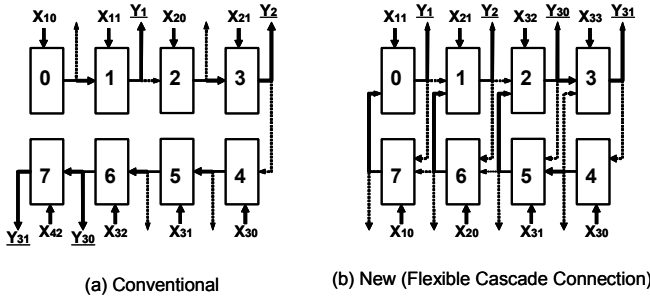 X10 X11 Y1 X20 X21 Y2
0 1 2 3
7 6 5 4
Y31 X42 Y30 X32 X31 X30
(a) Conventional
X11 Y1 X21 Y2 X32 Y30 X33 Y31
0 1 2 3
7 6 5 4
X10 X20 X31 X30
(b) New (Flexible Cascade Connection)